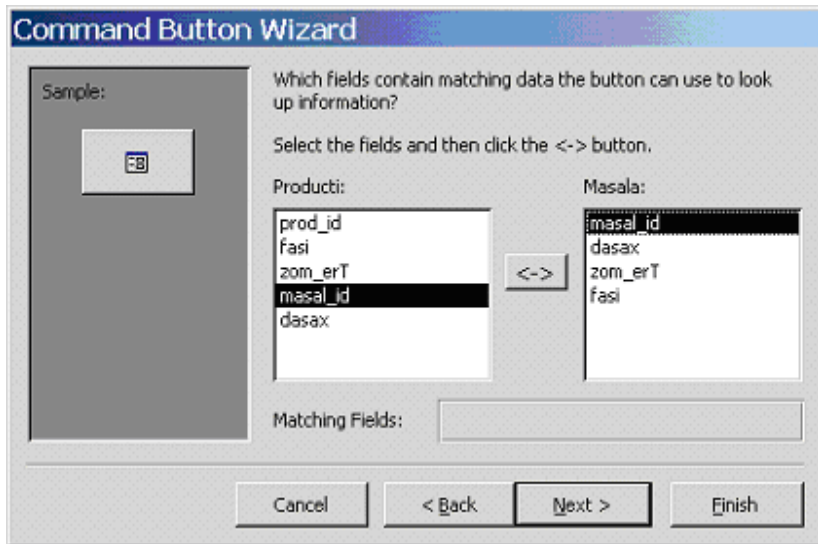 Command Button Wizard
Sample:
Which fields contain matching data the button can use to look
up information?
Select the fields and then click the <-> button.
Producti:
prod_id
fasi
zom_erT
masal_id
dasax
<->
Masala:
masal_id
dasax
zom_erT
fasi
Matching Fields:
Cancel
< Back
Next >
Finish